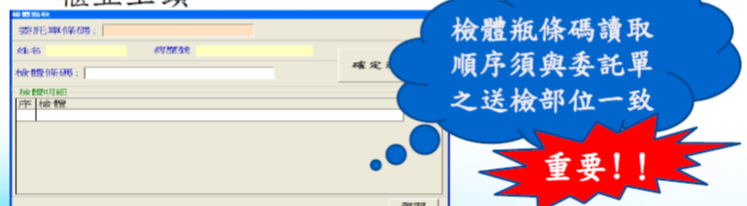 檢體點收
委託單條碼：
姓名
病歷號
檢體條碼：
確定
檢體明細
序 檢體
離開
檢體瓶條碼讀取
順序須與委託單
之送檢部位一致
重要！！